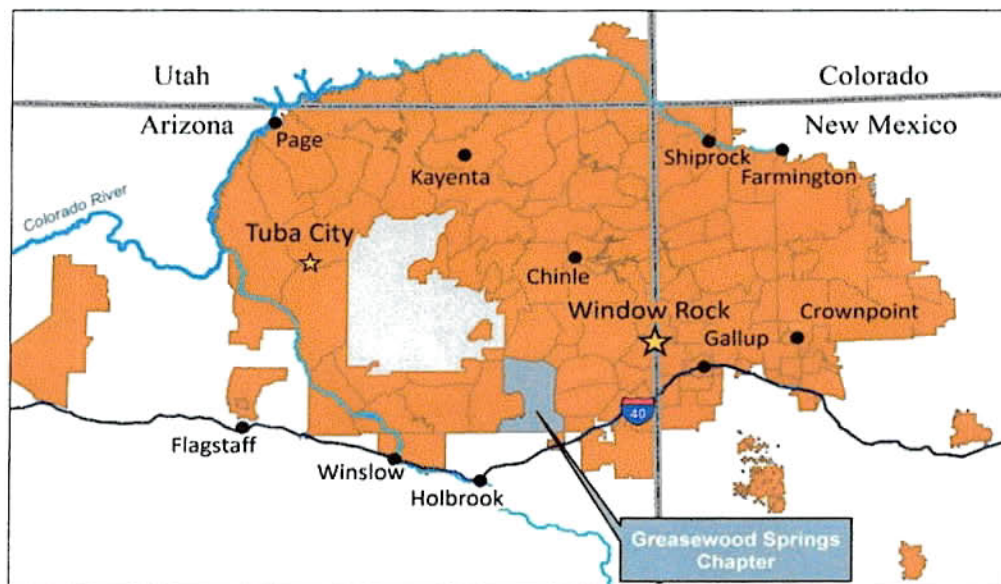 Utah
Colorado
Arizona
New Mexico
Page
Shiprock
Kayenta
Farmington
Colorado River
Tuba City
Chinle
Window Rock
Crownpoint
Gallup
40
Flagstaff
Winslow
Holbrook
Greasewood Springs
Chapter